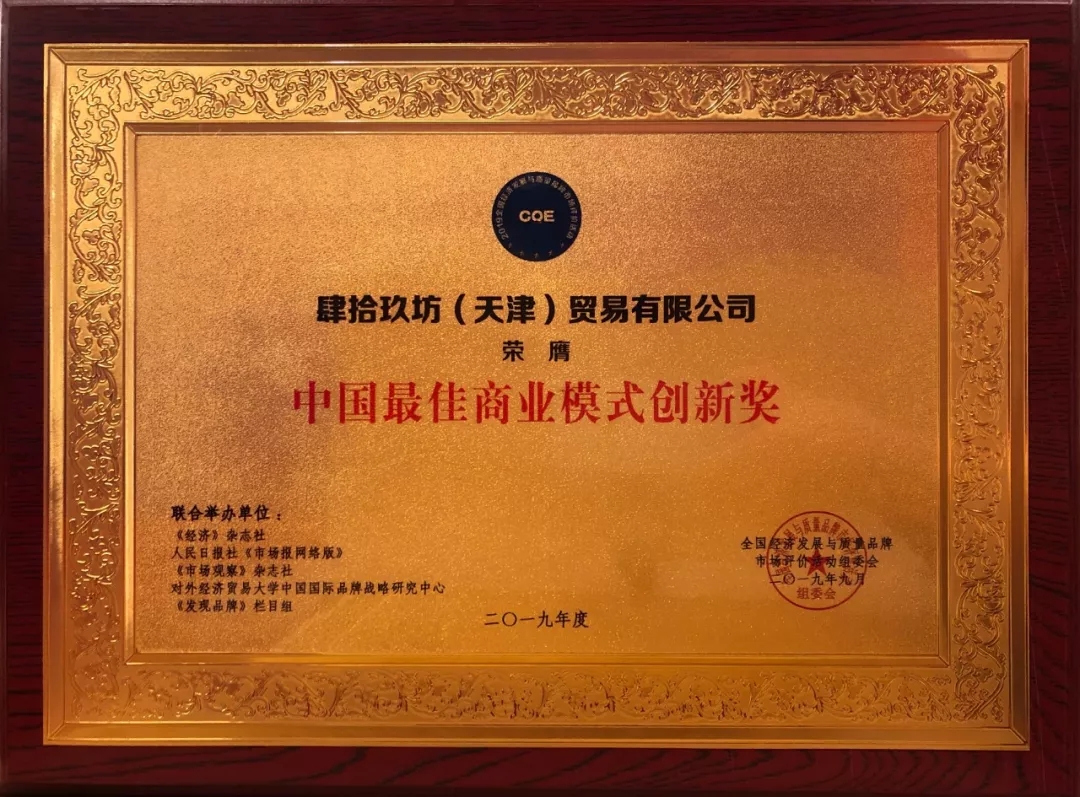 CQE
肆拾玖坊（天津）贸易有限公司
荣 膺
中国最佳商业模式创新奖
联合举办单位：
《经济》杂志社
人民日报社《市场报网络版》
《市场观察》杂志社
对外经济贸易大学中国国际品牌战略研究中心
《发现品牌》栏目组
二〇一九年度
全国经济发展与质量品牌
市场评价活动组委会
二〇一九年九月
组委会